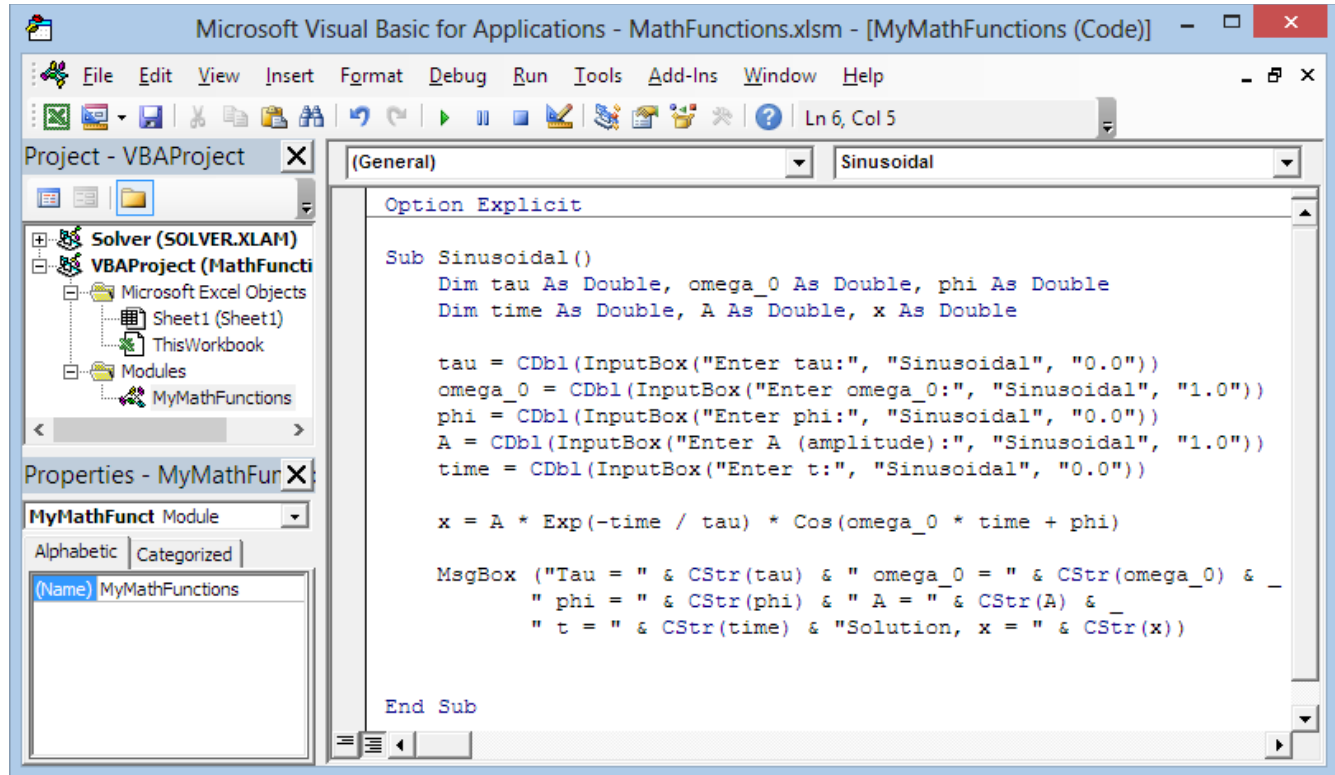 Microsoft Visual Basic for Applications - MathFunctions.xlsm - [MyMathFunctions (Code)]
File Edit View Insert Format Debug Run Tools Add-Ins Window Help
Ln 6, Col 5
Project - VBAProject
Solver (SOLVER.XLAM)
VBAProject (MathFuncti
Microsoft Excel Objects
Sheet1 (Sheet1)
ThisWorkbook
Modules
MyMathFunctions
Properties - MyMathFun
MyMathFunct Module
Alphabetic Categorized
(Name) MyMathFunctions
(General) Sinusoidal
Option Explicit
Sub Sinusoidal()
Dim tau As Double, omega_0 As Double, phi As Double
Dim time As Double, A As Double, x As Double
tau = CDbl(InputBox("Enter tau:", "Sinusoidal", "0.0"))
omega_0 = CDbl(InputBox("Enter omega_0:", "Sinusoidal", "1.0"))
phi = CDbl(InputBox("Enter phi:", "Sinusoidal", "0.0"))
A = CDbl(InputBox("Enter A (amplitude):", "Sinusoidal", "1.0"))
time = CDbl(InputBox("Enter t:", "Sinusoidal", "0.0"))
x = A * Exp(-time / tau) * Cos(omega_0 * time + phi)
MsgBox ("Tau = " & CStr(tau) & " omega_0 = " & CStr(omega_0) & _
" phi = " & CStr(phi) & " A = " & CStr(A) & _
" t = " & CStr(time) & "Solution, x = " & CStr(x))
End Sub